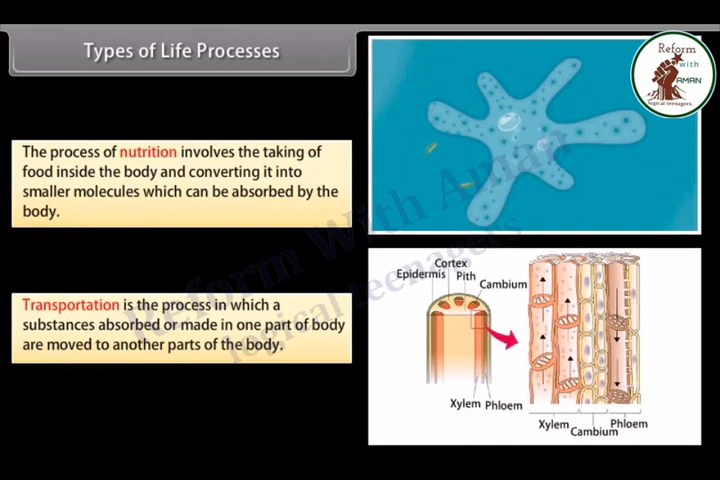 Types of Life Processes
Reform
with
AMAN
logical teenagers.
The process of nutrition involves the taking of
food inside the body and converting it into
smaller molecules which can be absorbed by the
body.
Transportation is the process in which a
substances absorbed or made in one part of body
are moved to another parts of the body.
Cortex
Epidermis
Pith
Cambium
Xylem Phloem
Xylem
Cambium
Phloem
Reform With Aman
logical teenagers